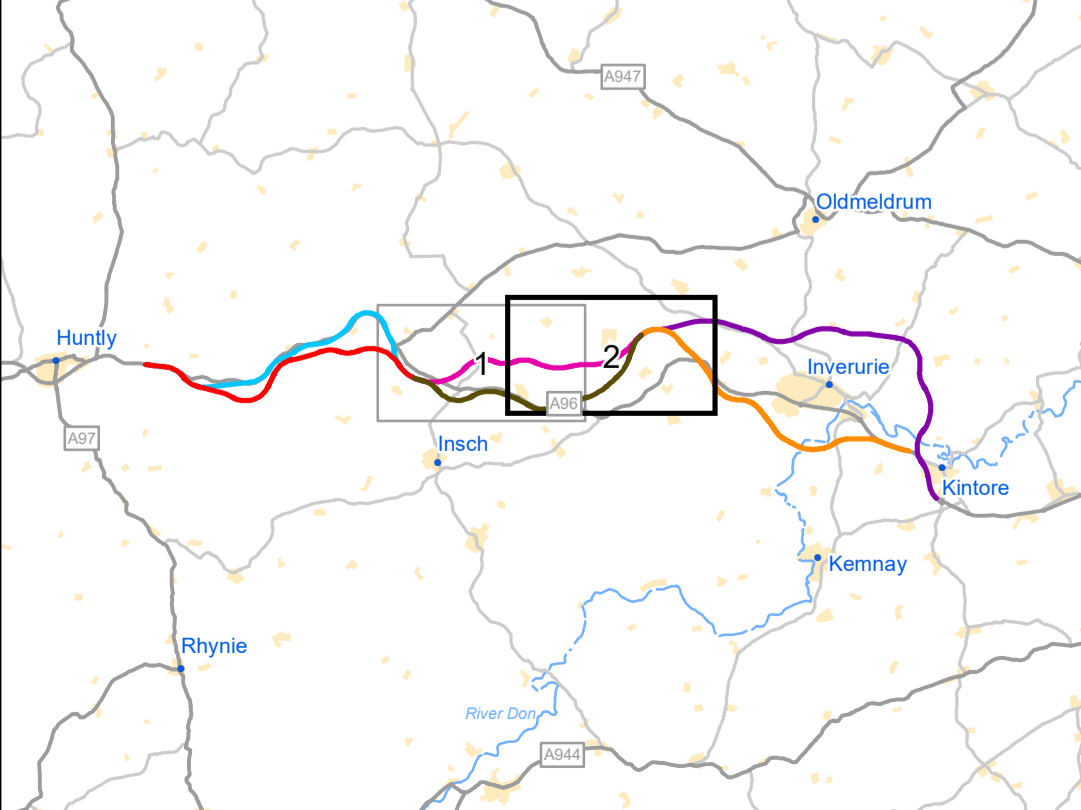 A947
Oldmeldrum
Huntly
1
2
Inverurie
A96
A97
Insch
Kintore
Kemnay
Rhynie
River Don
A944